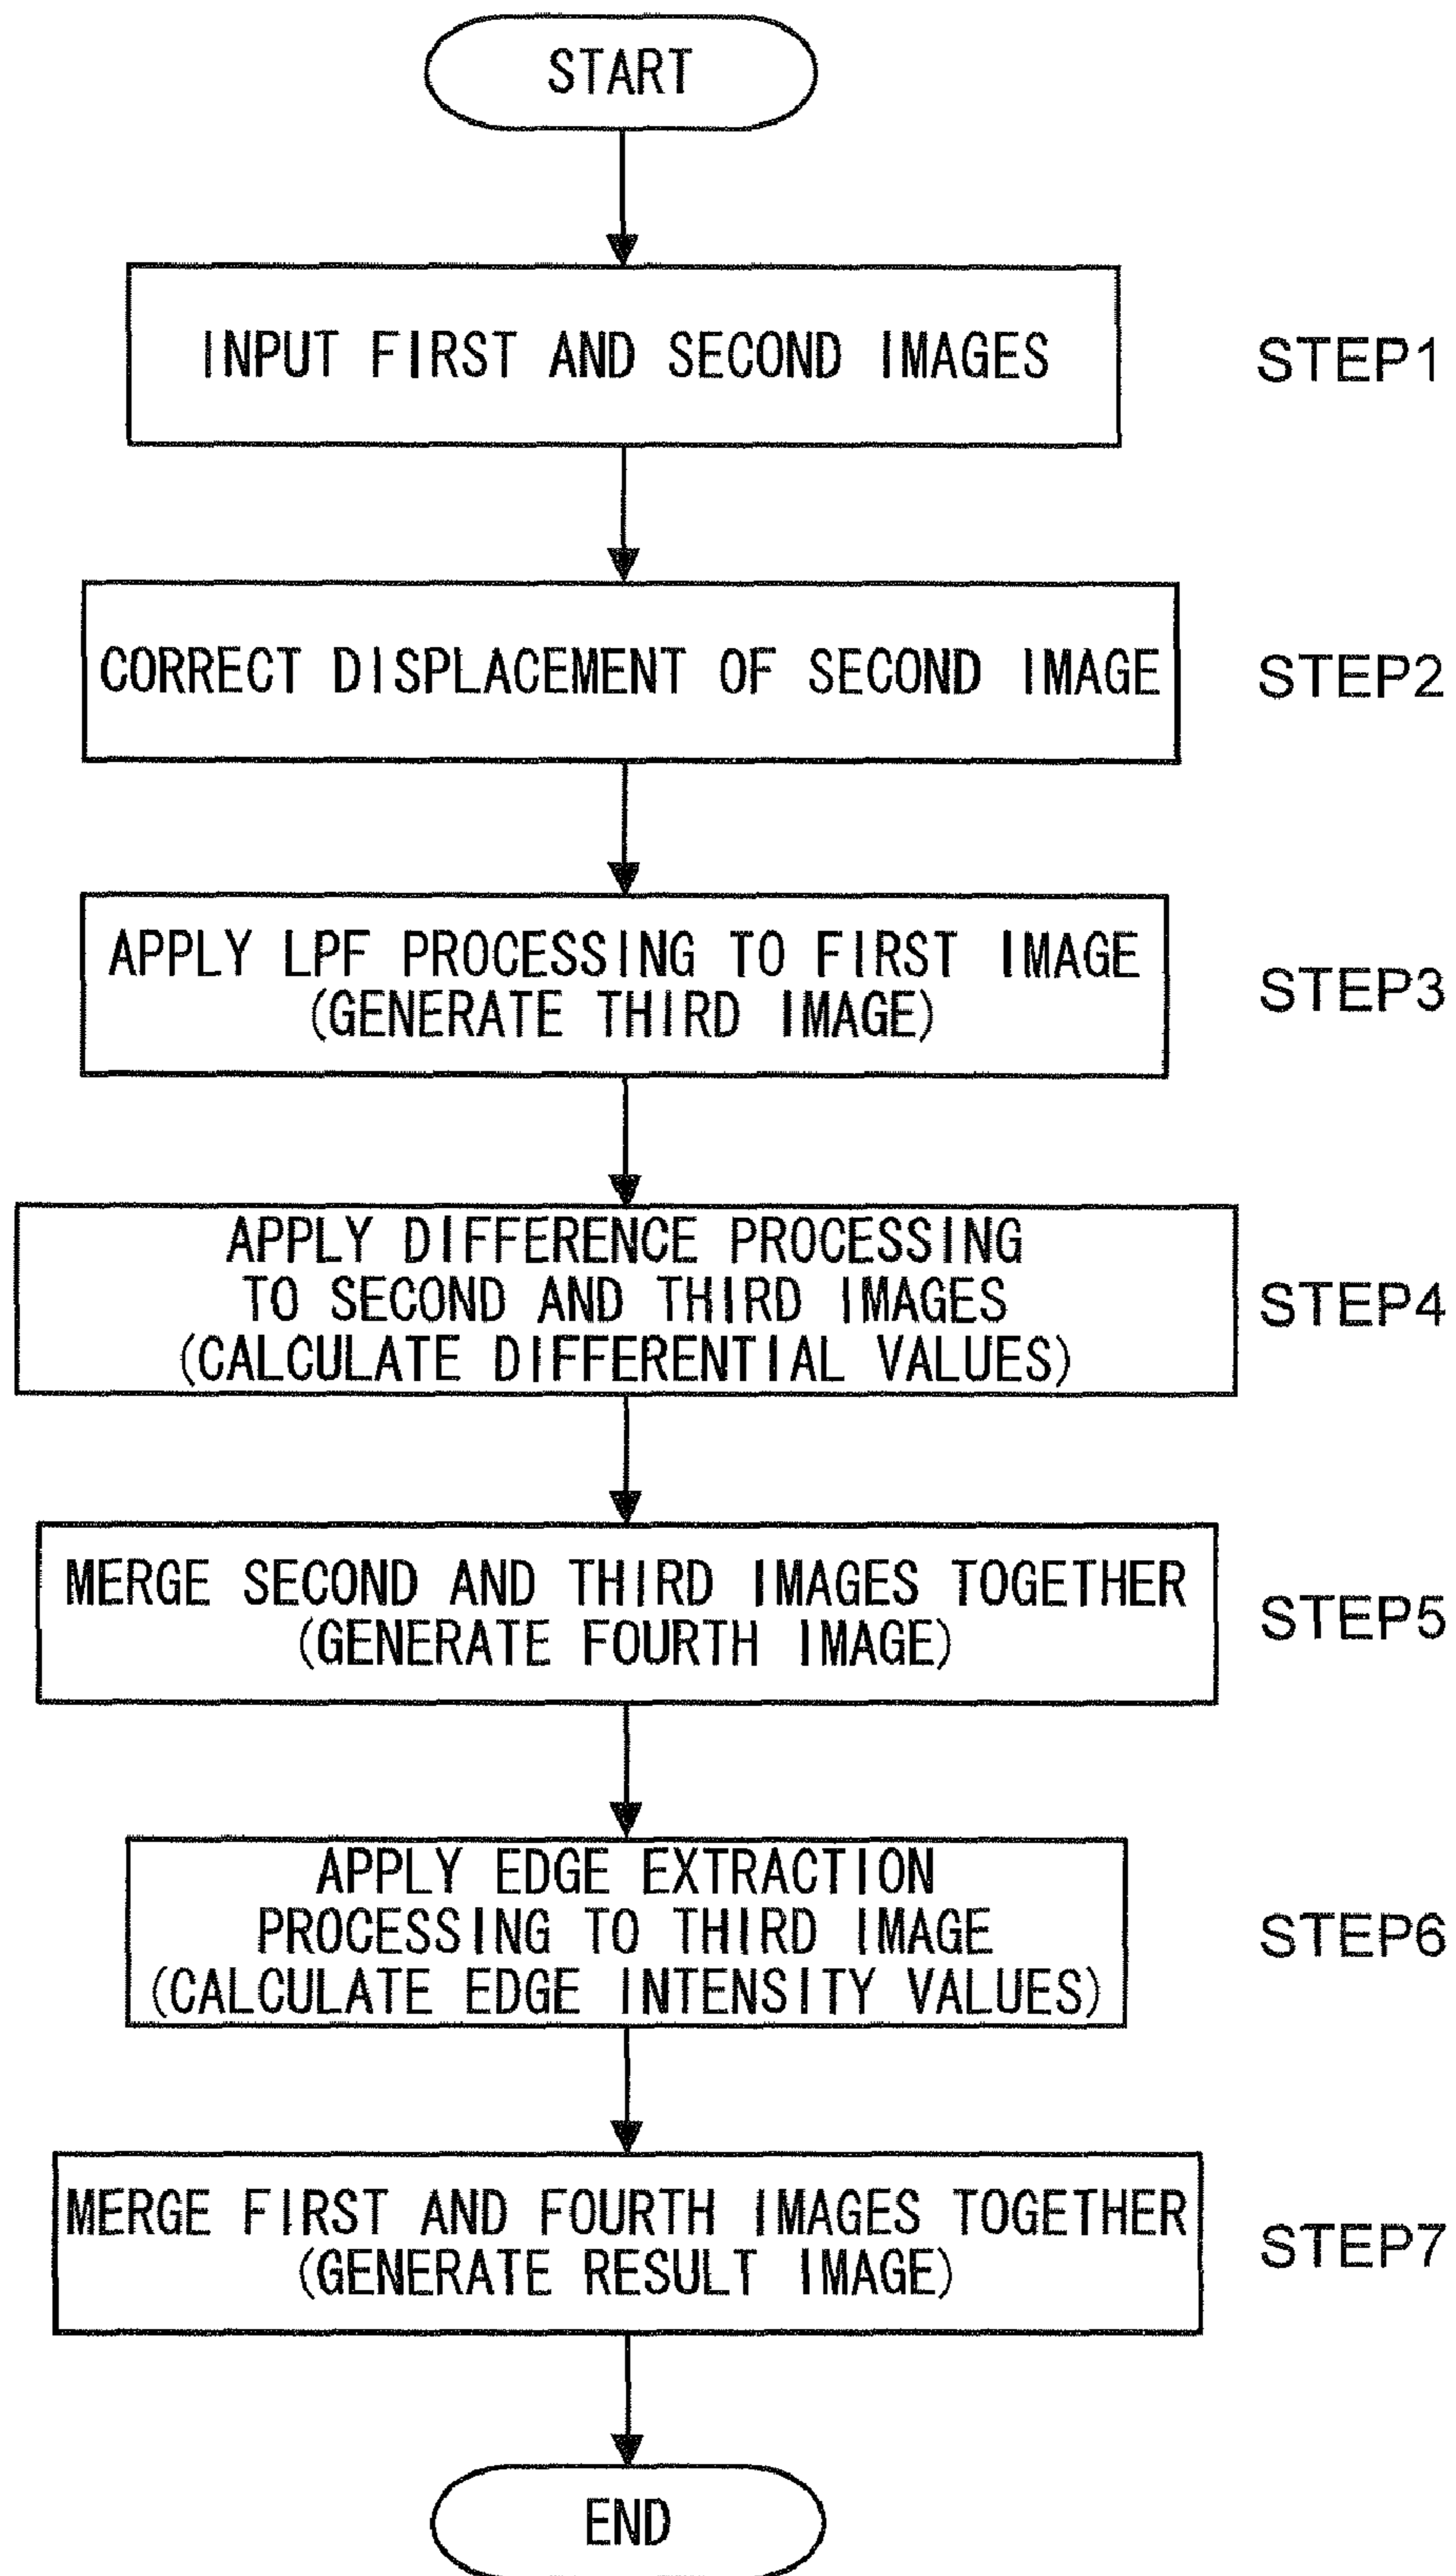 START
INPUT FIRST AND SECOND IMAGES
STEP1
CORRECT DISPLACEMENT OF SECOND IMAGE
STEP2
APPLY LPF PROCESSING TO FIRST IMAGE
(GENERATE THIRD IMAGE)
STEP3
APPLY DIFFERENCE PROCESSING
TO SECOND AND THIRD IMAGES
(CALCULATE DIFFERENTIAL VALUES)
STEP4
MERGE SECOND AND THIRD IMAGES TOGETHER
(GENERATE FOURTH IMAGE)
STEP5
APPLY EDGE EXTRACTION
PROCESSING TO THIRD IMAGE
(CALCULATE EDGE INTENSITY VALUES)
STEP6
MERGE FIRST AND FOURTH IMAGES TOGETHER
(GENERATE RESULT IMAGE)
STEP7
END